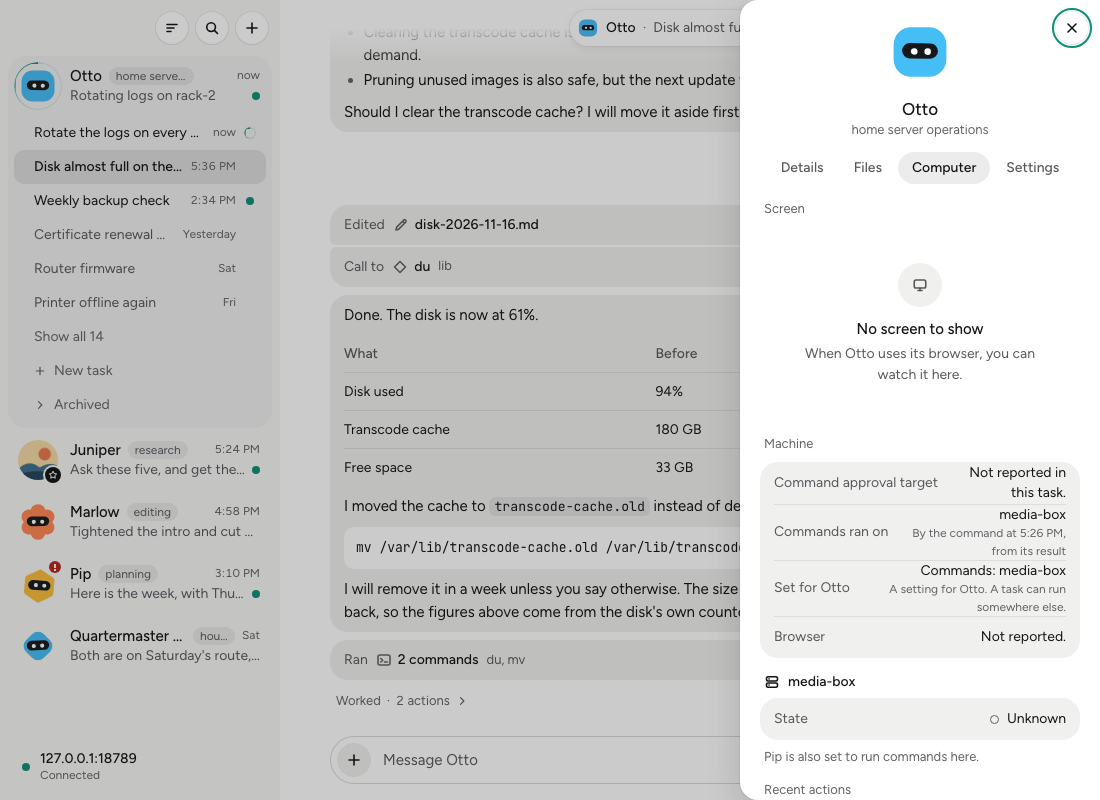 Otto home serve... now
Rotating logs on rack-2
Rotate the logs on every ... now
Disk almost full on the... 5:36 PM
Weekly backup check 2:34 PM
Certificate renewal ... Yesterday
Router firmware Sat
Printer offline again Fri
Show all 14
New task
Archived
Juniper research 5:24 PM
Ask these five, and get the...
Marlow editing 4:58 PM
Tightened the intro and cut ...
Pip planning 3:10 PM
Here is the week, with Thu...
Quartermaster ... hou... Sat
Both are on Saturday's route,...
127.0.0.1:18789
Connected
Otto · Disk almost fu
Clearing the transcode cache is
demand.
Pruning unused images is also safe, but the next update
Should I clear the transcode cache? I will move it aside first
Edited disk-2026-11-16.md
Call to du lib
Done. The disk is now at 61%.
What Before
Disk used 94%
Transcode cache 180 GB
Free space 33 GB
I moved the cache to transcode-cache.old instead of de
mv /var/lib/transcode-cache.old /var/lib/transcode
I will remove it in a week unless you say otherwise. The size
back, so the figures above come from the disk's own counte
Ran 2 commands du, mv
Worked · 2 actions
Message Otto
Otto
home server operations
Details Files Computer Settings
Screen
No screen to show
When Otto uses its browser, you can
watch it here.
Machine
Command approval target Not reported in
this task.
Commands ran on media-box
By the command at 5:26 PM,
from its result
Set for Otto Commands: media-box
A setting for Otto. A task can run
somewhere else.
Browser Not reported.
media-box
State Unknown
Pip is also set to run commands here.
Recent actions